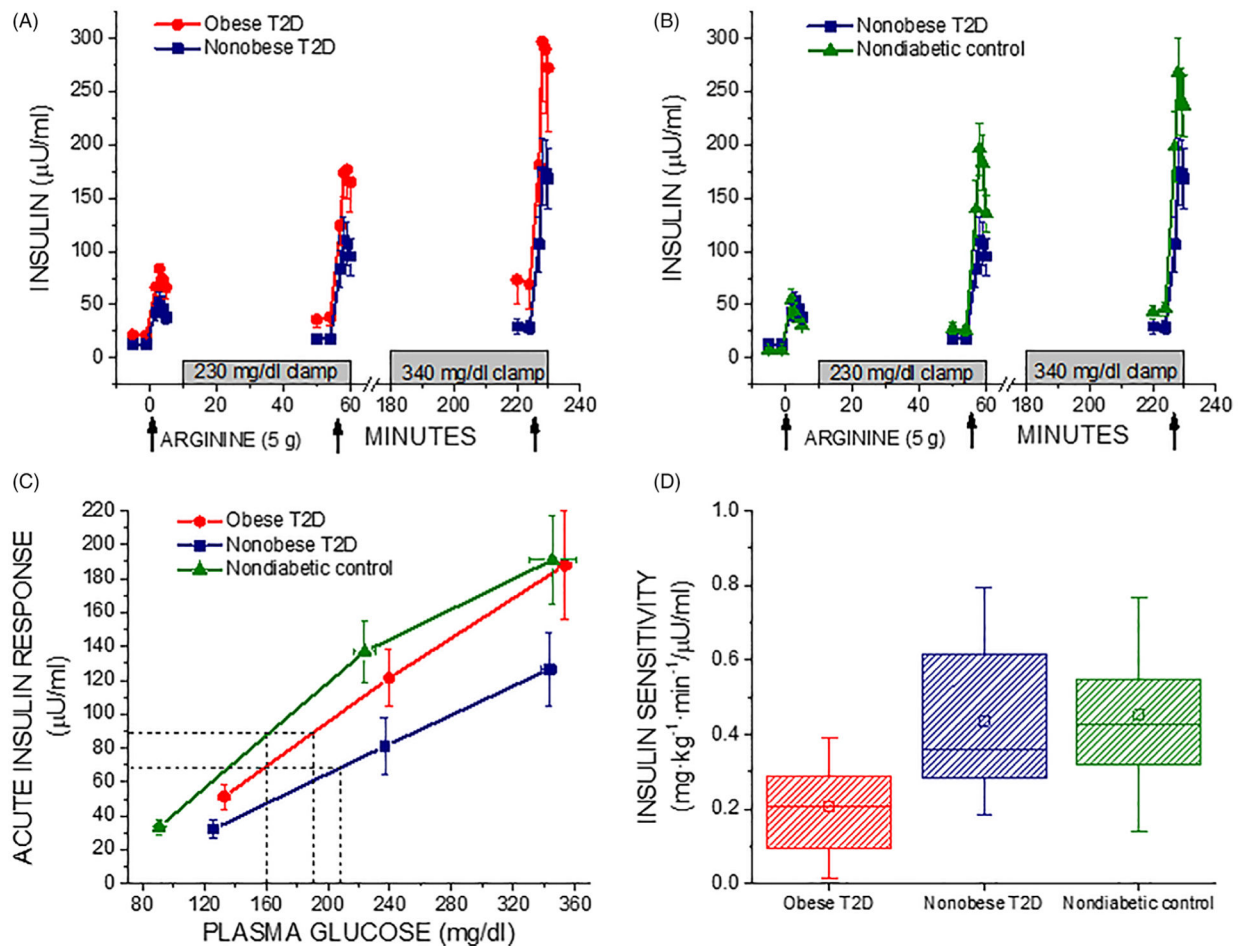 (A)
Obese T2D
Nonobese T2D
INSULIN (µU/ml)
300
250
200
150
100
50
0
230 mg/dl clamp
340 mg/dl clamp
0 20 40 60 180 200 220 240
ARGININE (5 g)
MINUTES
(B)
Nonobese T2D
Nondiabetic control
INSULIN (µU/ml)
300
250
200
150
100
50
0
230 mg/dl clamp
340 mg/dl clamp
0 20 40 60 180 200 220 240
ARGININE (5 g)
MINUTES
(C)
Obese T2D
Nonobese T2D
Nondiabetic control
ACUTE INSULIN RESPONSE
(µU/ml)
220
200
180
160
140
120
100
80
60
40
20
0
80 120 160 200 240 280 320 360
PLASMA GLUCOSE (mg/dl)
(D)
INSULIN SENSITIVITY
(mg·kg⁻¹·min⁻¹/µU/ml)
1.0
0.8
0.6
0.4
0.2
0.0
Obese T2D Nonobese T2D Nondiabetic control